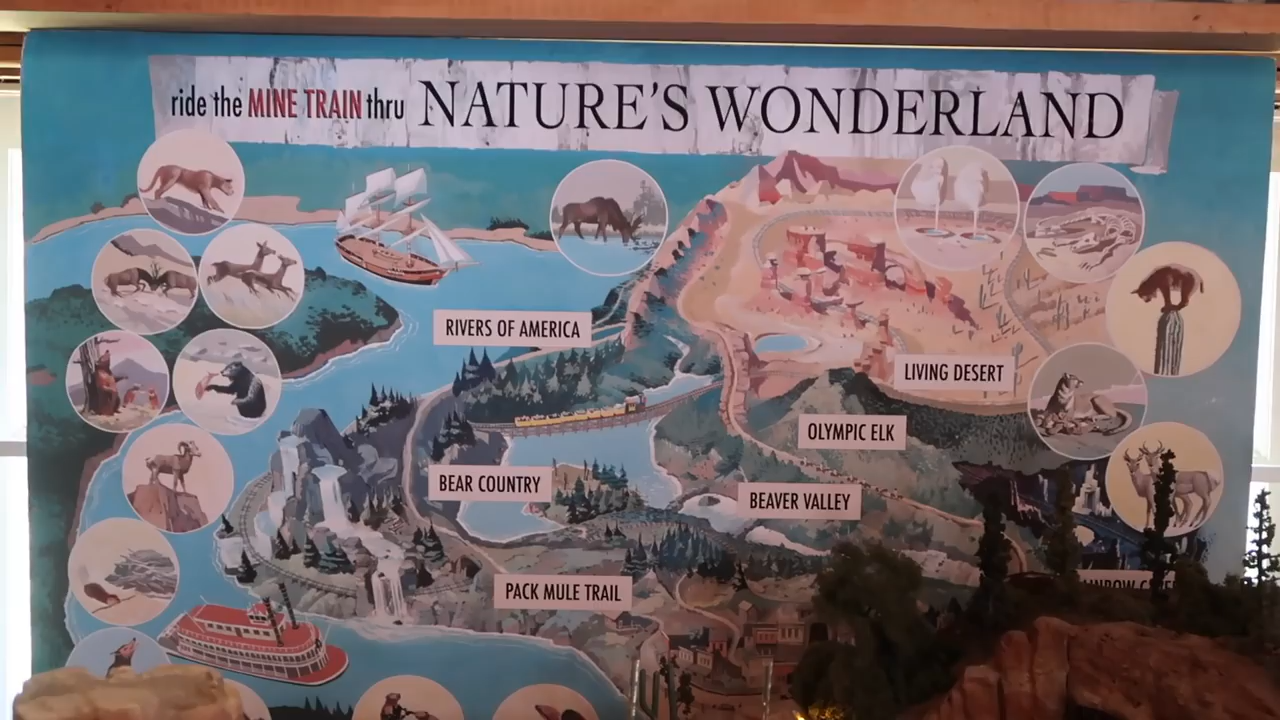 ride the MINE TRAIN thru NATURE'S WONDERLAND
RIVERS OF AMERICA
LIVING DESERT
OLYMPIC ELK
BEAR COUNTRY
BEAVER VALLEY
PACK MULE TRAIL